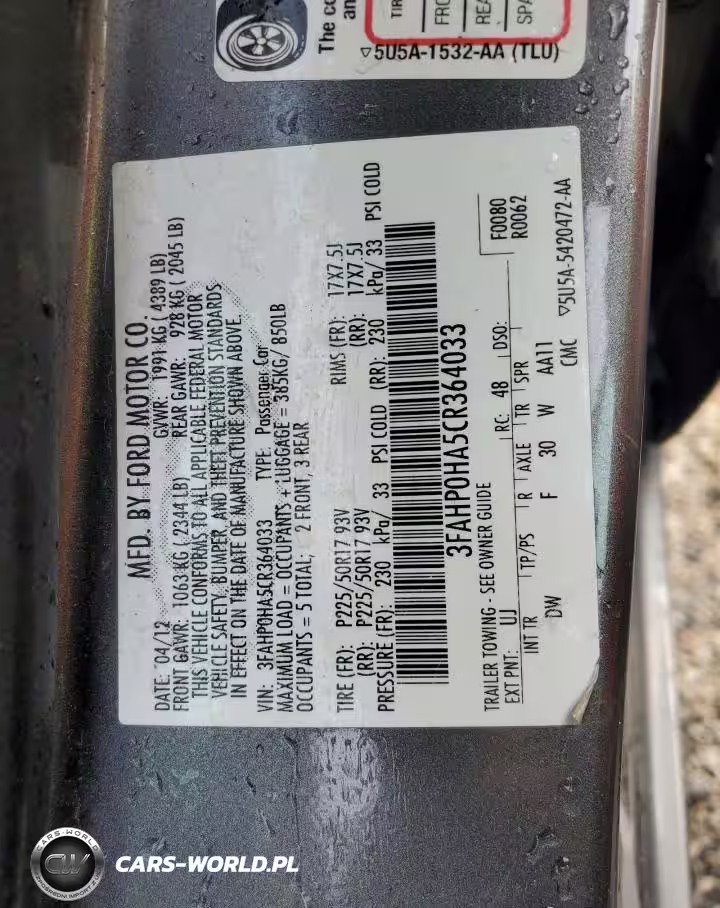 The co
an
TIR
FRO
REA
SPA
▽5U5A-1532-AA (TLU)
MFD. BY FORD MOTOR CO.
DATE: 04/12 GVWR: 1991 KG ( 4389 LB)
FRONT GAWR: 1063 KG ( 2344 LB) REAR GAWR: 928 KG ( 2045 LB)
THIS VEHICLE CONFORMS TO ALL APPLICABLE FEDERAL MOTOR
VEHICLE SAFETY, BUMPER, AND THEFT PREVENTION STANDARDS
IN EFFECT ON THE DATE OF MANUFACTURE SHOWN ABOVE.
VIN: 3FAHP0HA5CR364033 TYPE: Passenger Car
MAXIMUM LOAD = OCCUPANTS + LUGGAGE = 385KG/ 850LB
OCCUPANTS = 5 TOTAL, 2 FRONT, 3 REAR
TIRE (FR): P225/50R17 93V RIMS (FR): 17X7.5J
(RR): P225/50R17 93V (RR): 17X7.5J
PRESSURE (FR): 230 kPa/ 33 PSI COLD (RR): 230 kPa/ 33 PSI COLD
3FAHP0HA5CR364033
TRAILER TOWING - SEE OWNER GUIDE F0080
EXT PNT: UJ RC: 48 DSO: R0062
INT TR TP/PS R AXLE TR SPR
DW F 30 W AA11
CMC ▽5U5A-5420472-AA
CARS-WORLD
CW
CARS-WORLD.PL